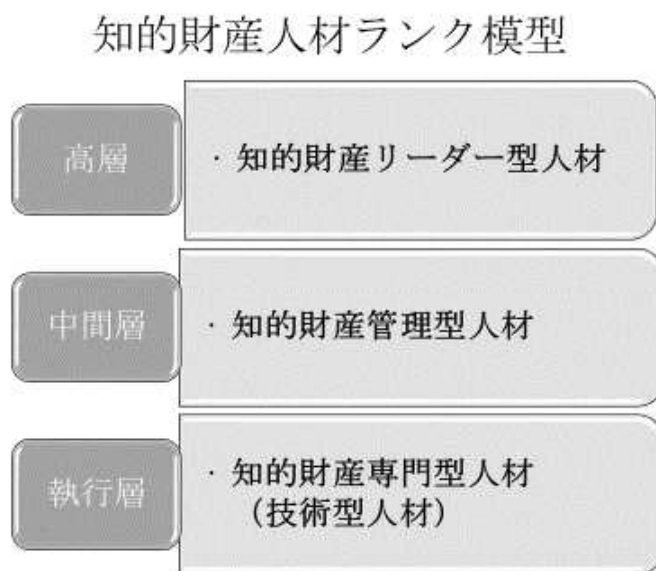 知的財産人材ランク模型
高層
・知的財産リーダー型人材
中間層
・知的財産管理型人材
執行層
・知的財産専門型人材
（技術型人材）